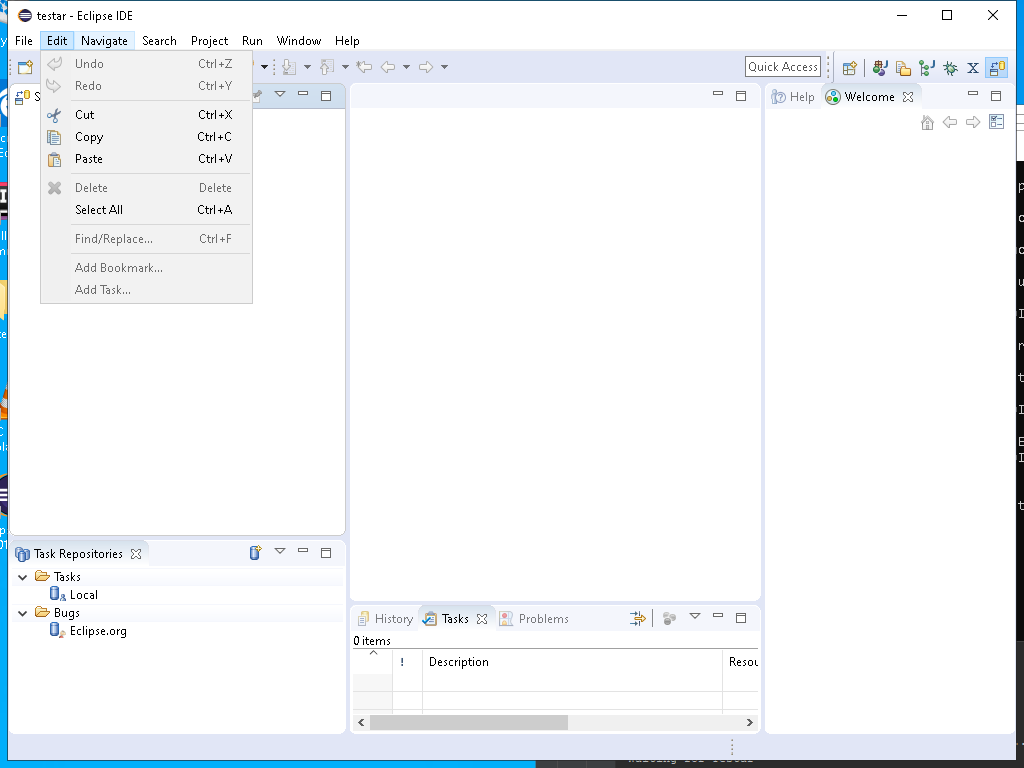 testar - Eclipse IDE
File Edit Navigate Search Project Run Window Help
Quick Access
Undo Ctrl+Z
Redo Ctrl+Y
Cut Ctrl+X
Copy Ctrl+C
Paste Ctrl+V
Delete Delete
Select All Ctrl+A
Find/Replace... Ctrl+F
Add Bookmark...
Add Task...
Help Welcome
Task Repositories
Tasks
Local
Bugs
Eclipse.org
History Tasks Problems
0 items
! Description Resou